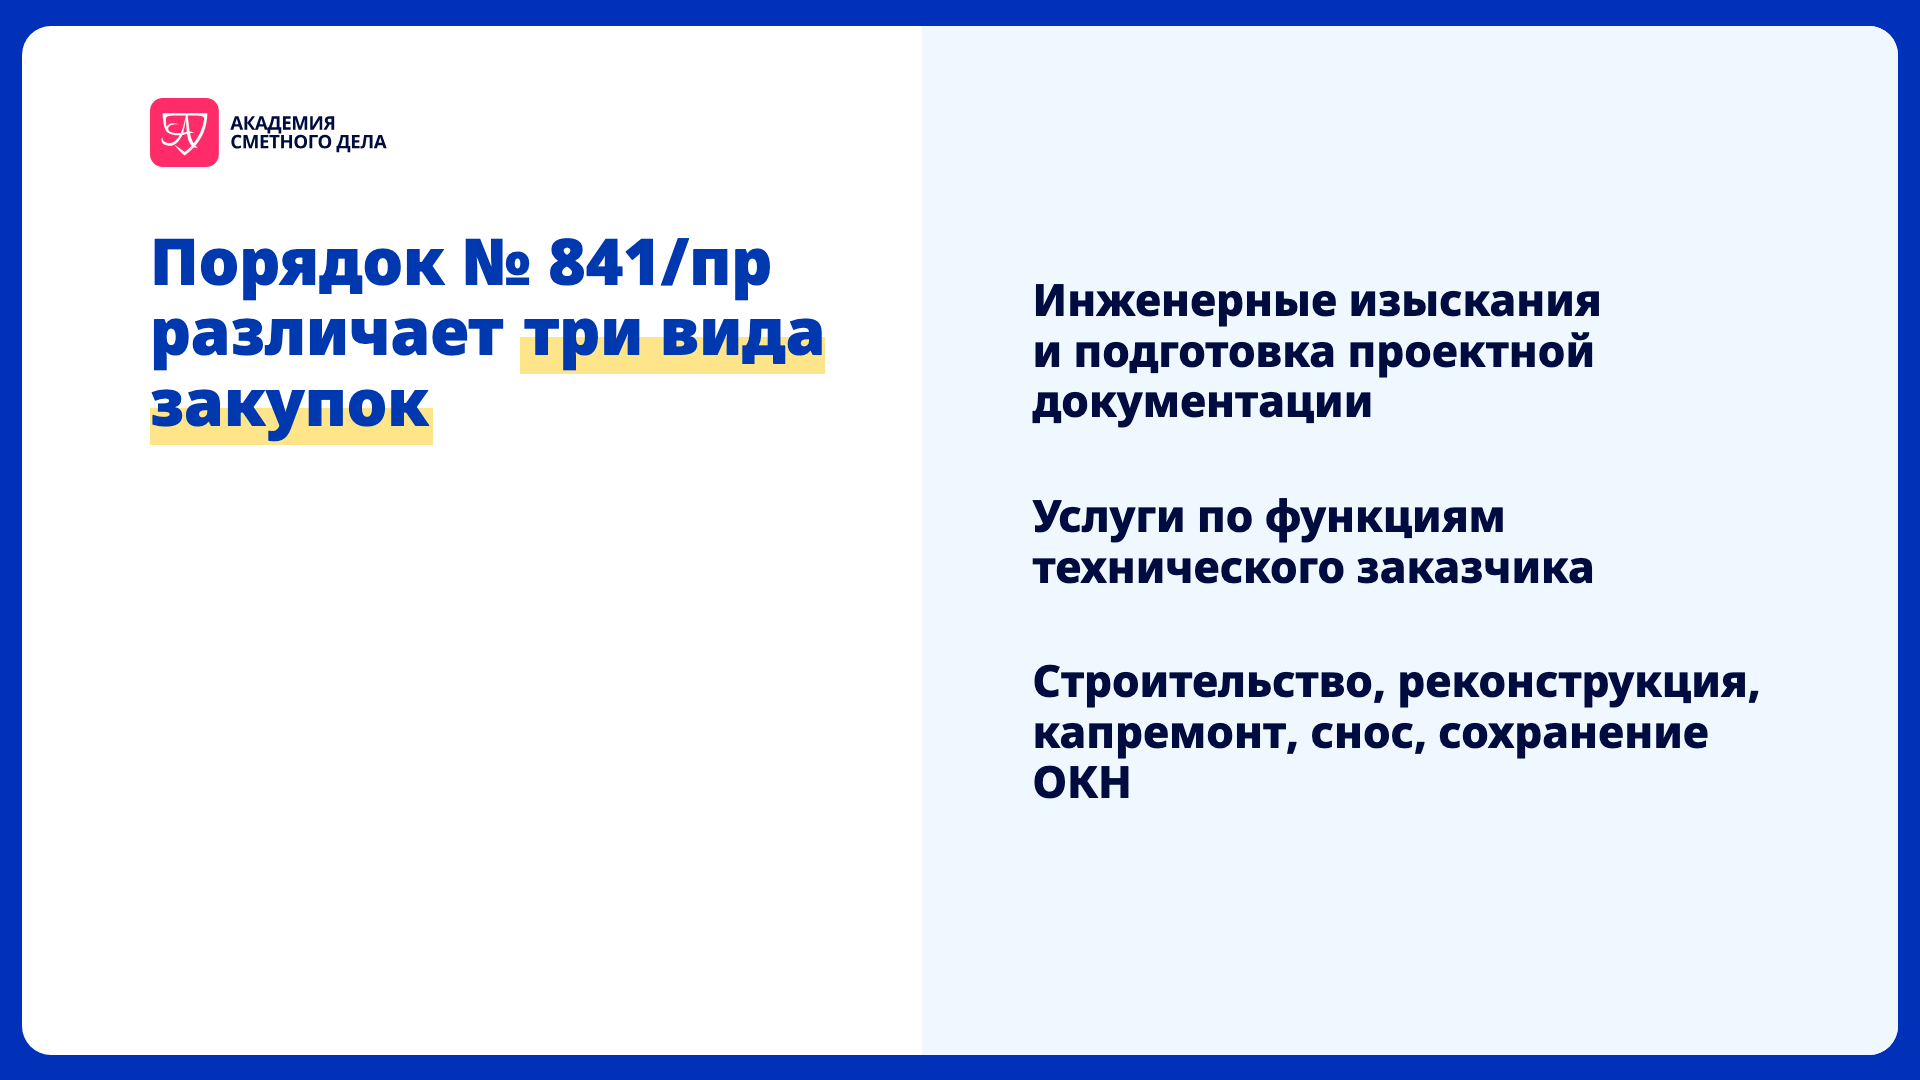 АКАДЕМИЯ
СМЕТНОГО ДЕЛА
Порядок № 841/пр
различает три вида
закупок
Инженерные изыскания
и подготовка проектной
документации
Услуги по функциям
технического заказчика
Строительство, реконструкция,
капремонт, снос, сохранение
ОКН